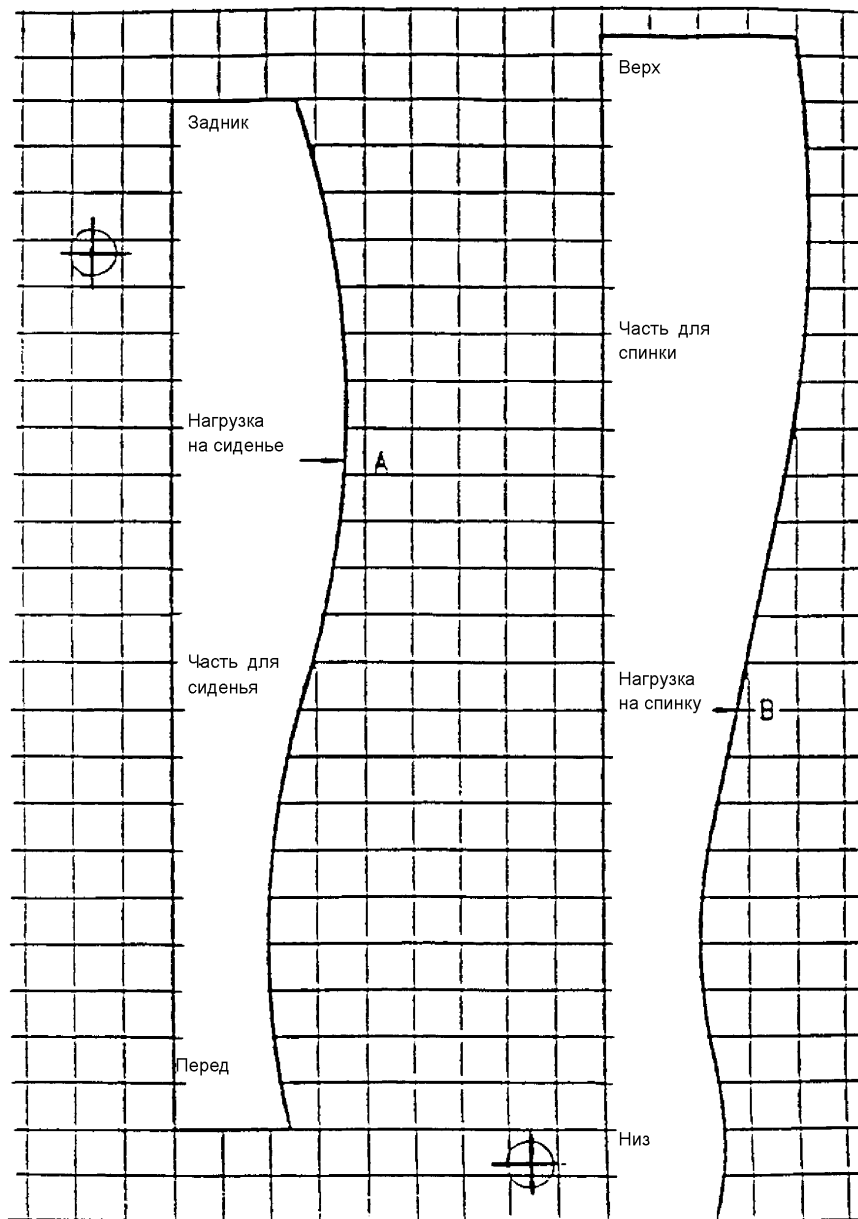 Задник
Нагрузка
на сиденье
A
Часть для
сиденья
Перед
Верх
Часть для
спинки
Нагрузка
на спинку
B
Низ